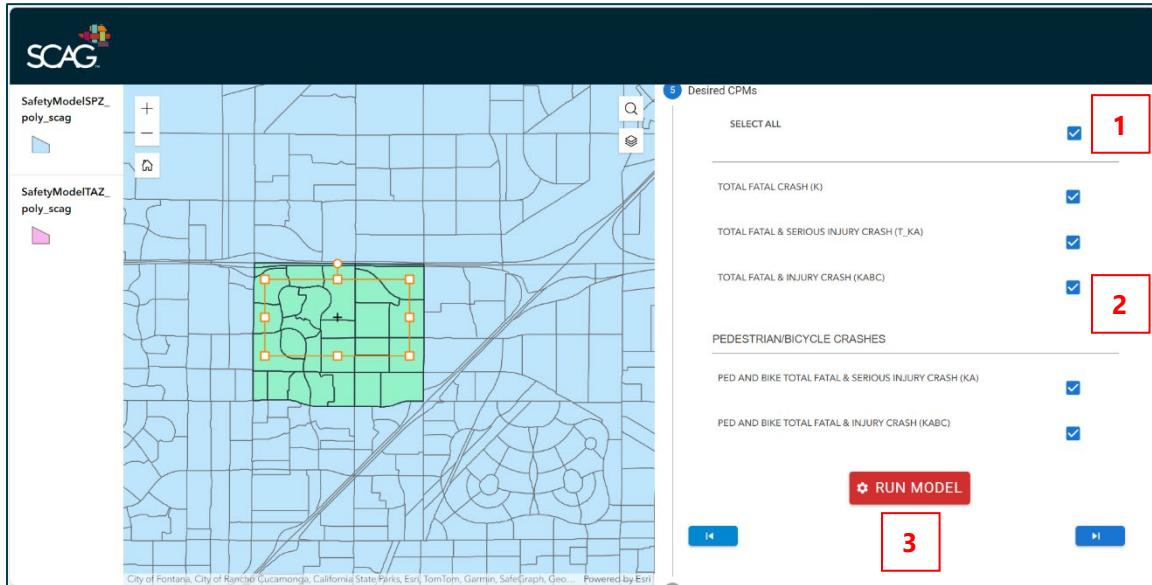 SCAG
SafetyModelSPZ_
poly_scag
SafetyModelTAZ_
poly_scag
City of Fontana, City of Rancho Cucamonga, California State Parks, Esri, TomTom, Garmin, SafeGraph, Geo... Powered by Esri
5 Desired CPMs
SELECT ALL
1
TOTAL FATAL CRASH (K)
TOTAL FATAL & SERIOUS INJURY CRASH (T_KA)
TOTAL FATAL & INJURY CRASH (KABC)
2
PEDESTRIAN/BICYCLE CRASHES
PED AND BIKE TOTAL FATAL & SERIOUS INJURY CRASH (KA)
PED AND BIKE TOTAL FATAL & INJURY CRASH (KABC)
RUN MODEL
3